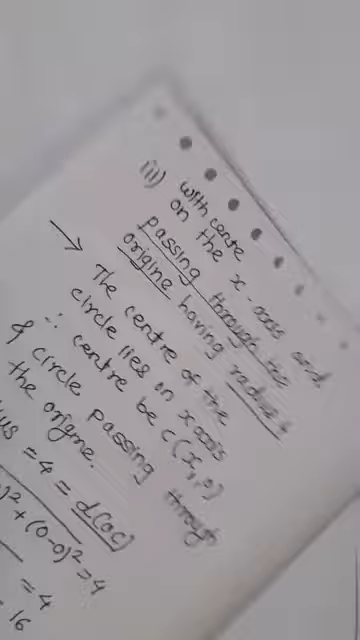 iii) with centre
on the x-axis and
passing through the
origine having radius 4
→ The centre of the
circle lies on x axis
∴ centre be C(x, 0)
& circle passing through
the origine.
= 4 = d(OC)
)² + (0-0)² = 4
= 4
16